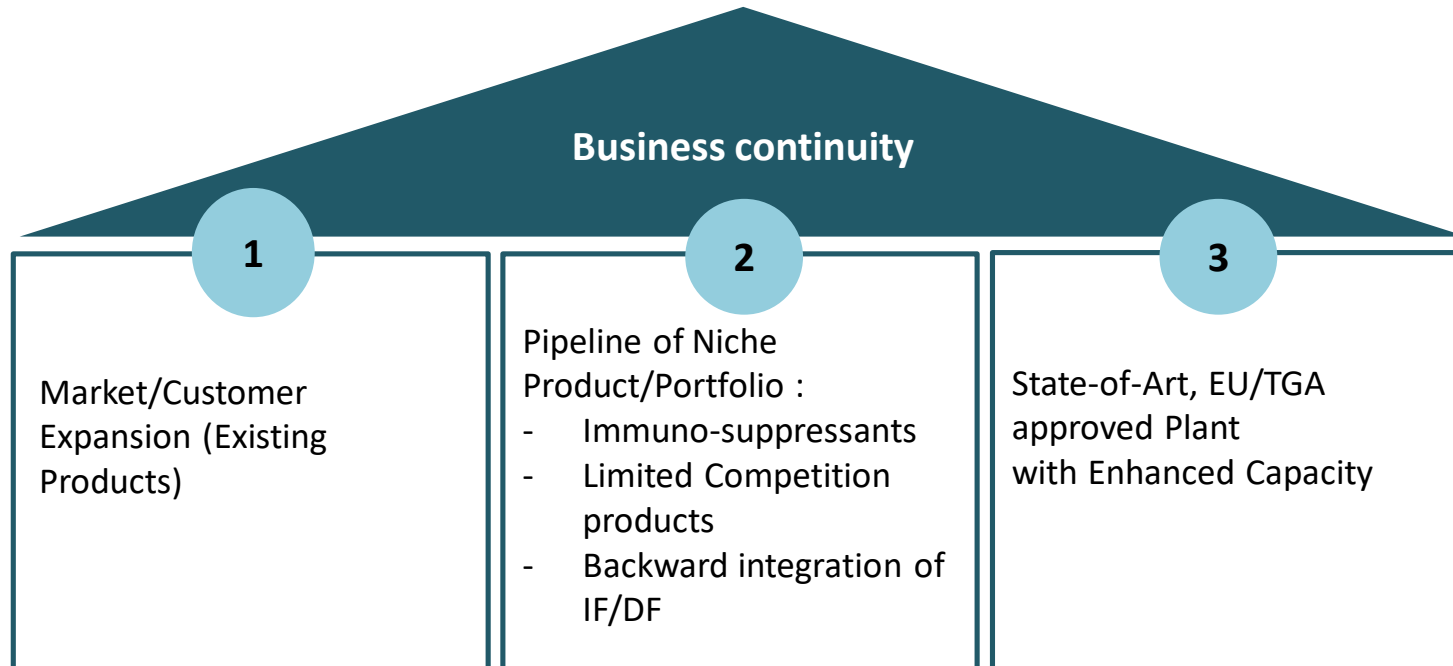 Business continuity
1
Market/Customer
Expansion (Existing
Products)
2
Pipeline of Niche
Product/Portfolio :
- Immuno-suppressants
- Limited Competition
products
- Backward integration of
IF/DF
3
State-of-Art, EU/TGA
approved Plant
with Enhanced Capacity